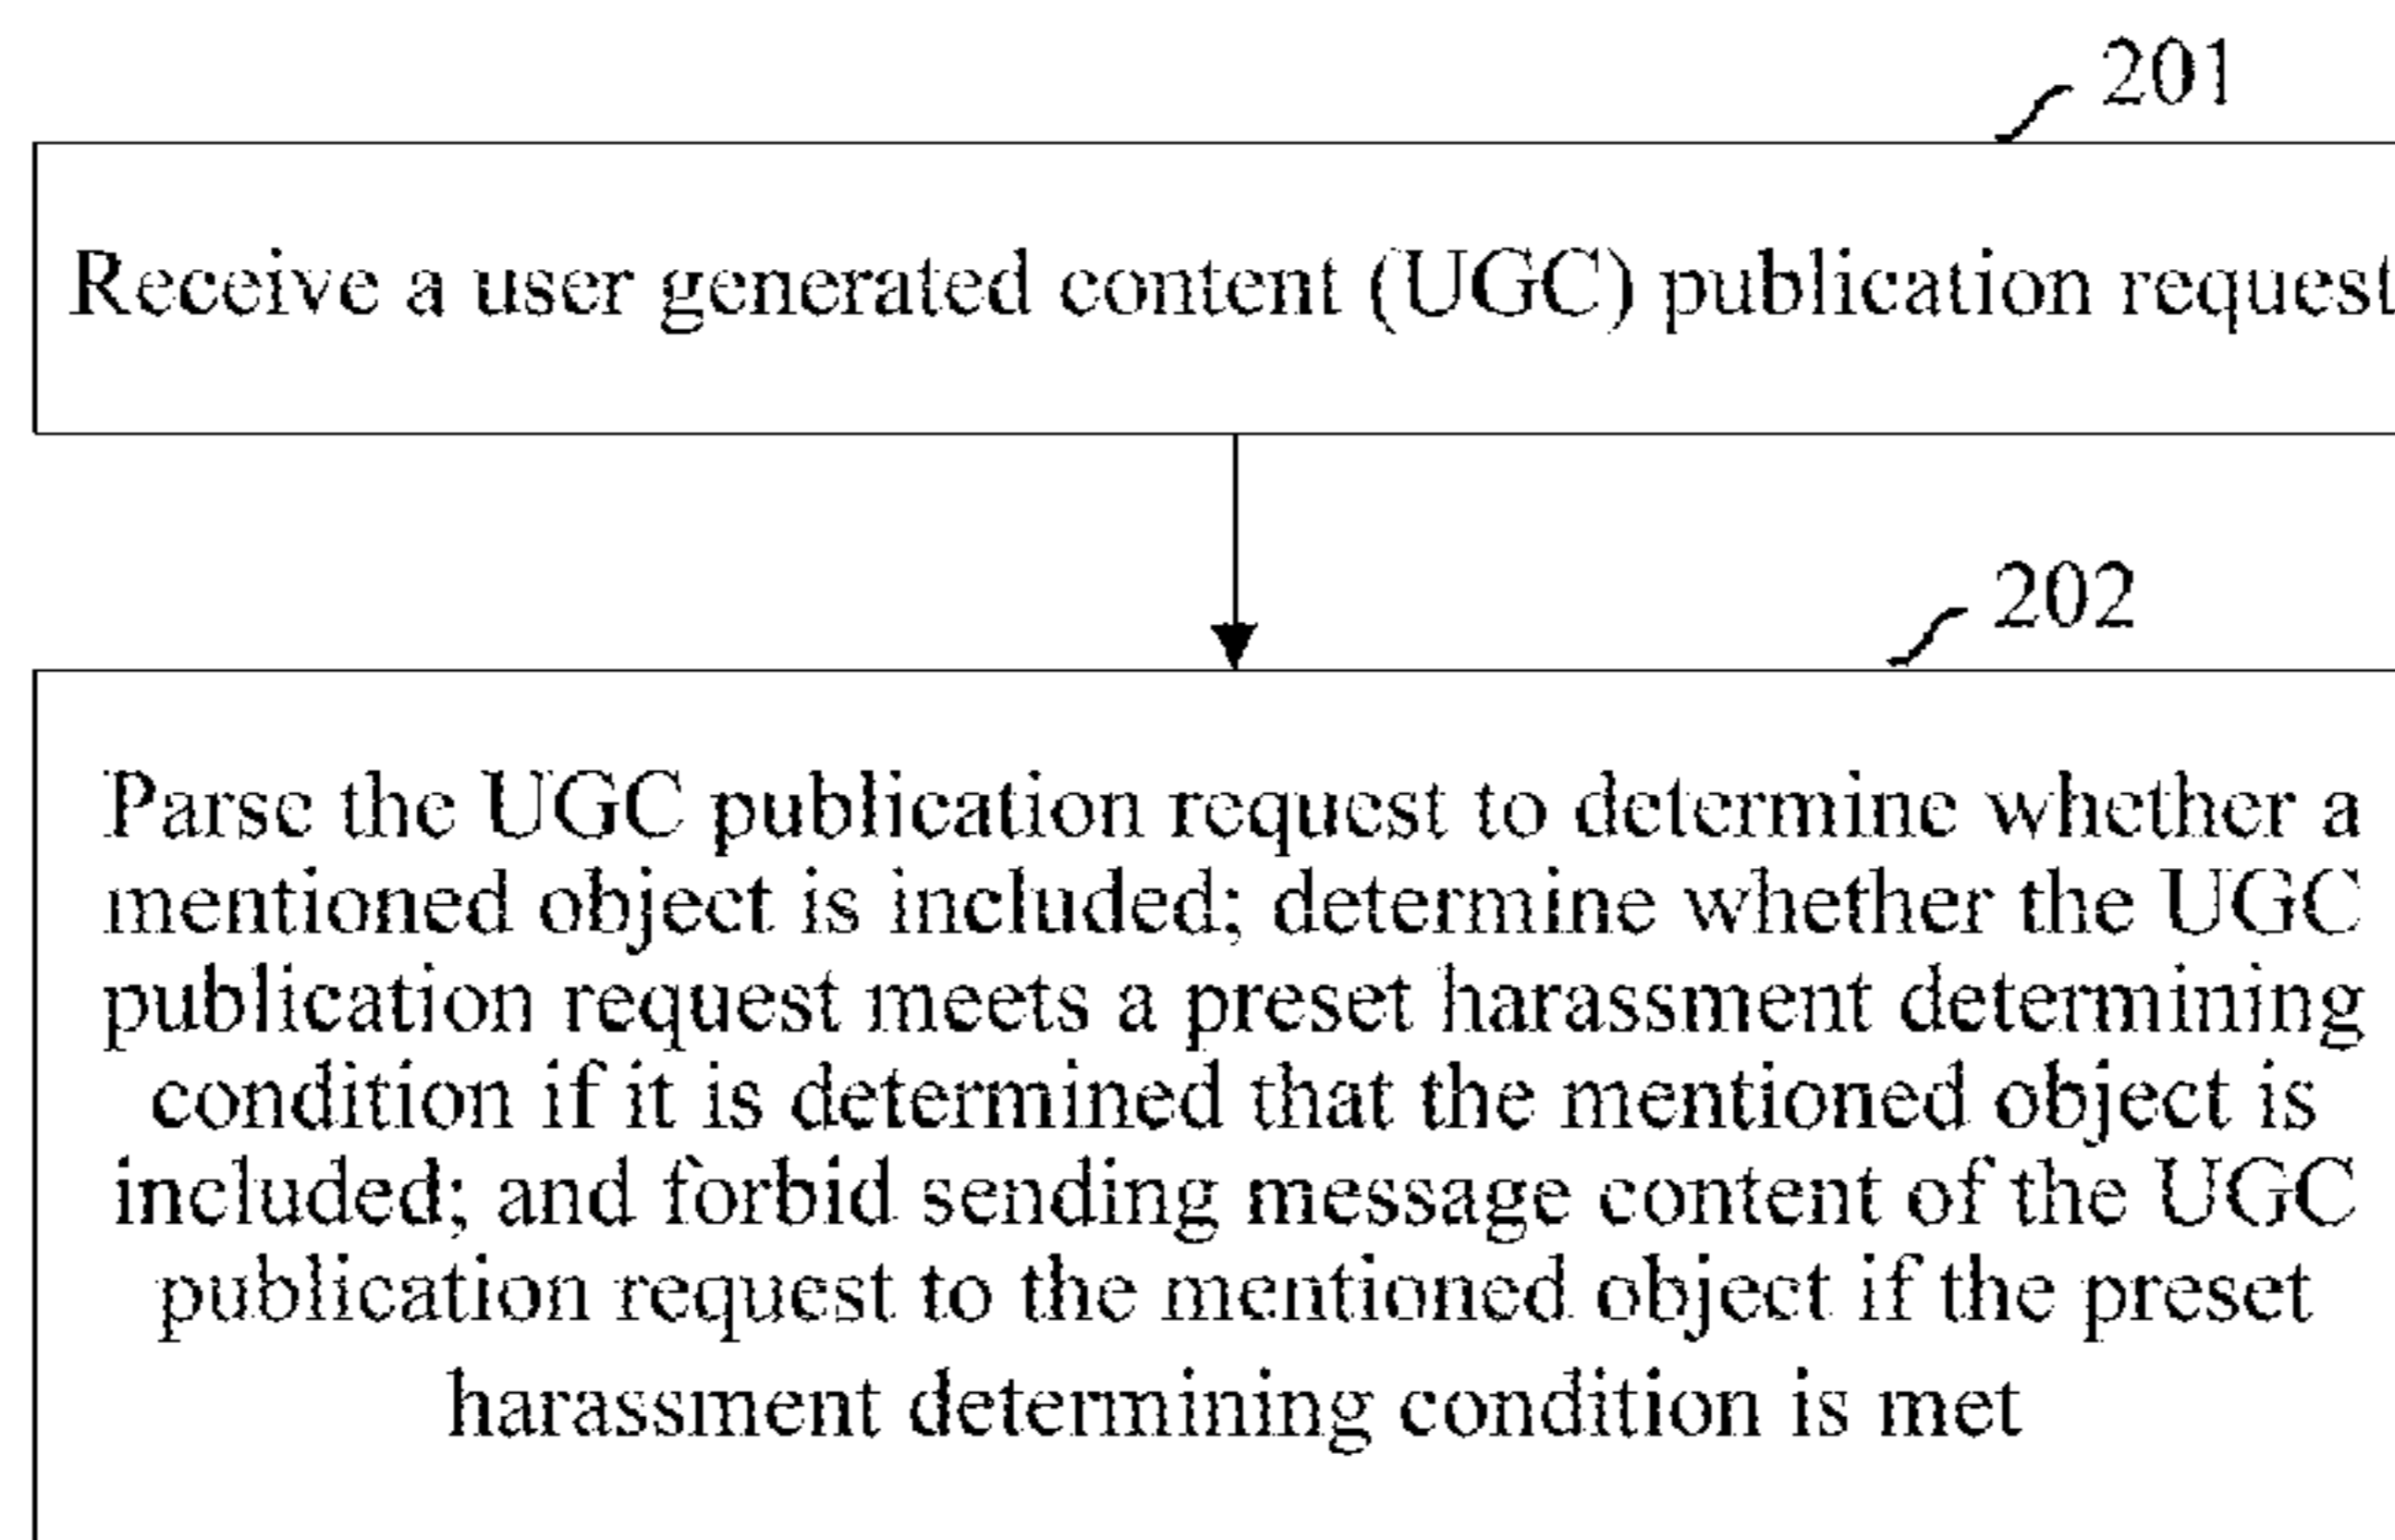 201
Receive a user generated content (UGC) publication request
202
Parse the UGC publication request to determine whether a
mentioned object is included; determine whether the UGC
publication request meets a preset harassment determining
condition if it is determined that the mentioned object is
included; and forbid sending message content of the UGC
publication request to the mentioned object if the preset
harassment determining condition is met